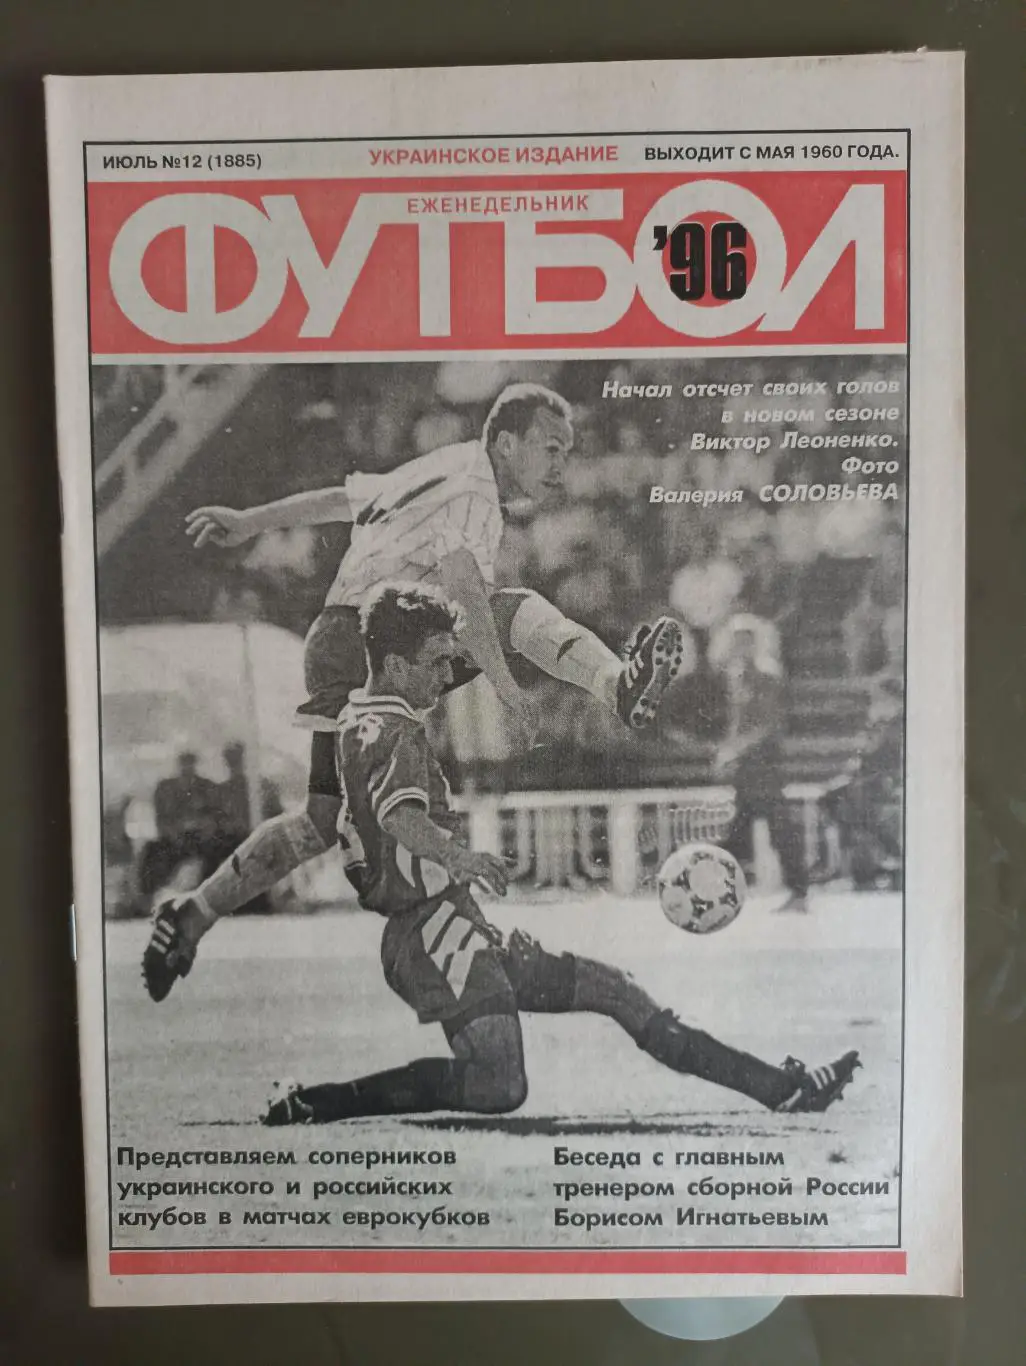 ИЮЛЬ №12 (1885)
УКРАИНСКОЕ ИЗДАНИЕ
ВЫХОДИТ С МАЯ 1960 ГОДА.
ЕЖЕНЕДЕЛЬНИК
ФУТБОЛ
'96
Начал отсчет своих голов
в новом сезоне
Виктор Леоненко.
Фото
Валерия СОЛОВЬЕВА
Представляем соперников
украинского и российских
клубов в матчах еврокубков
Беседа с главным
тренером сборной России
Борисом Игнатьевым